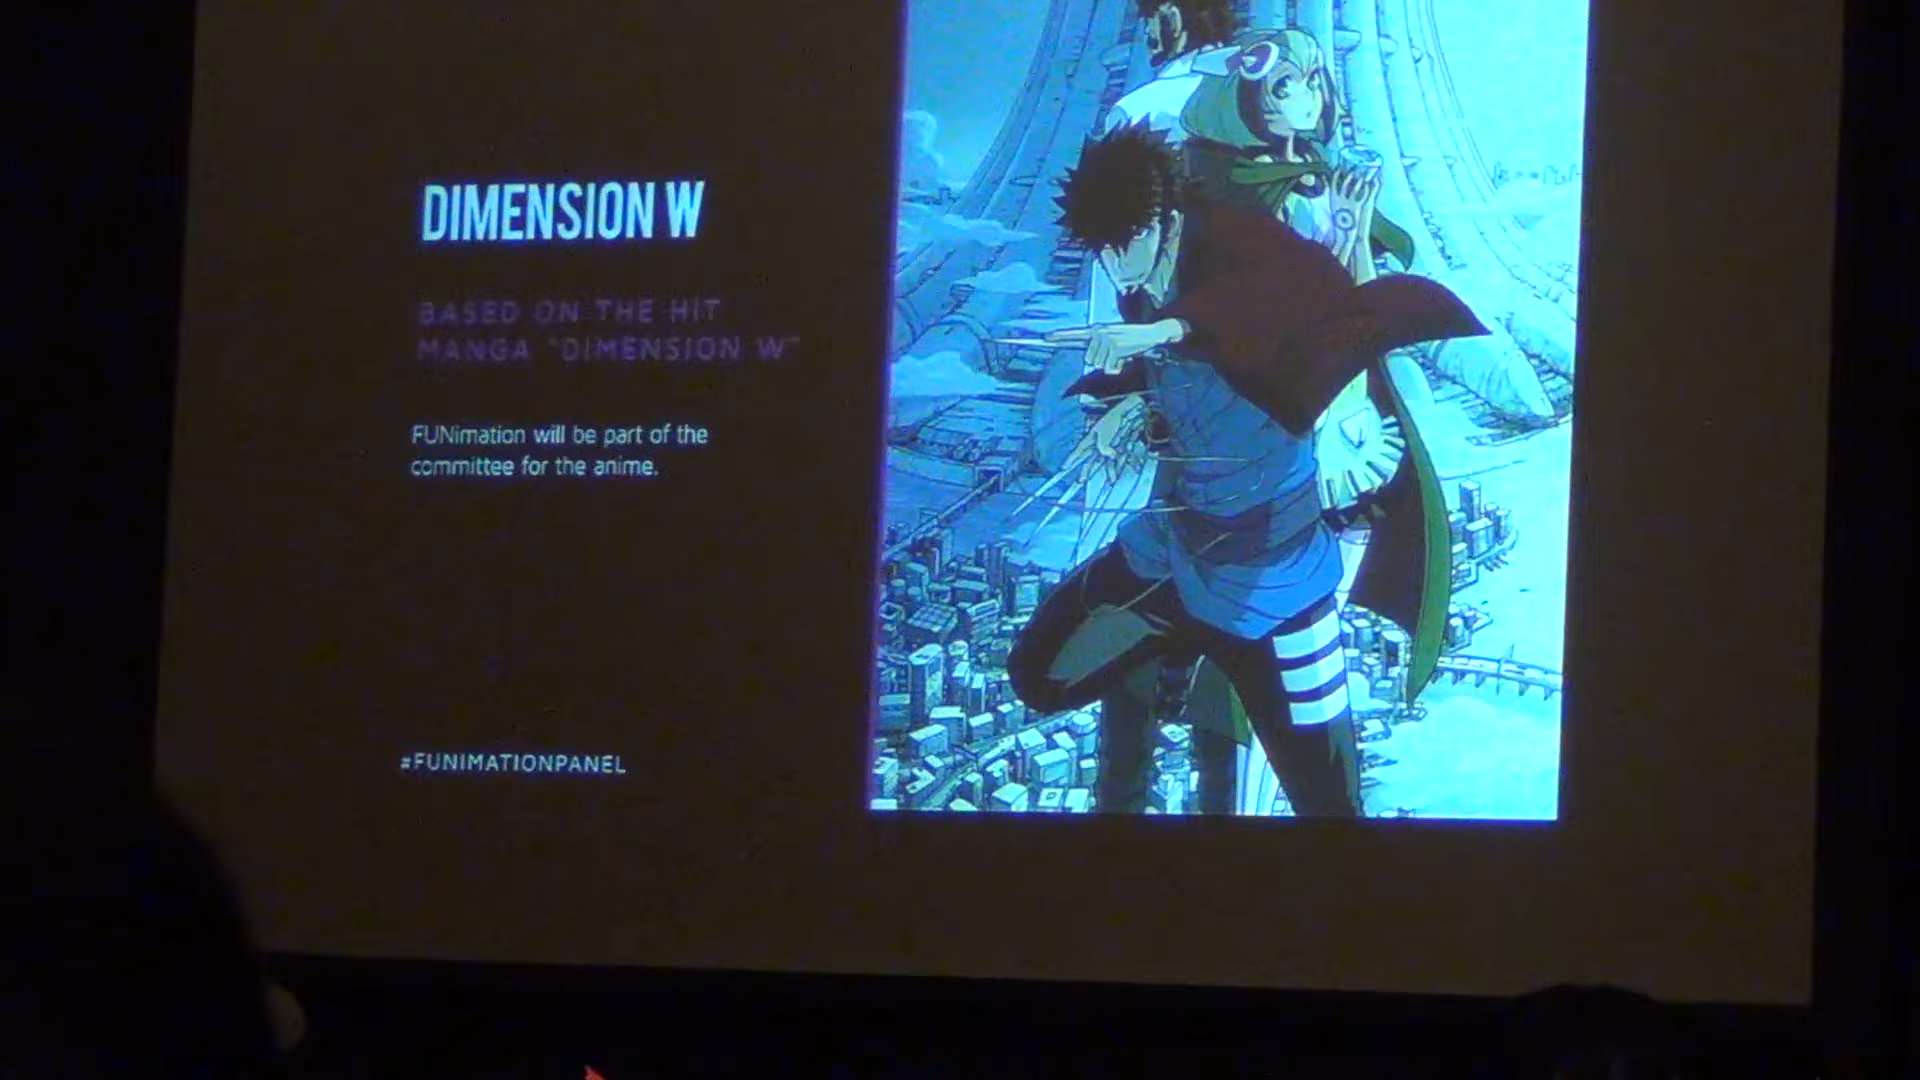 DIMENSION W
BASED ON THE HIT
MANGA "DIMENSION W"
FUNimation will be part of the
committee for the anime.
#FUNIMATIONPANEL